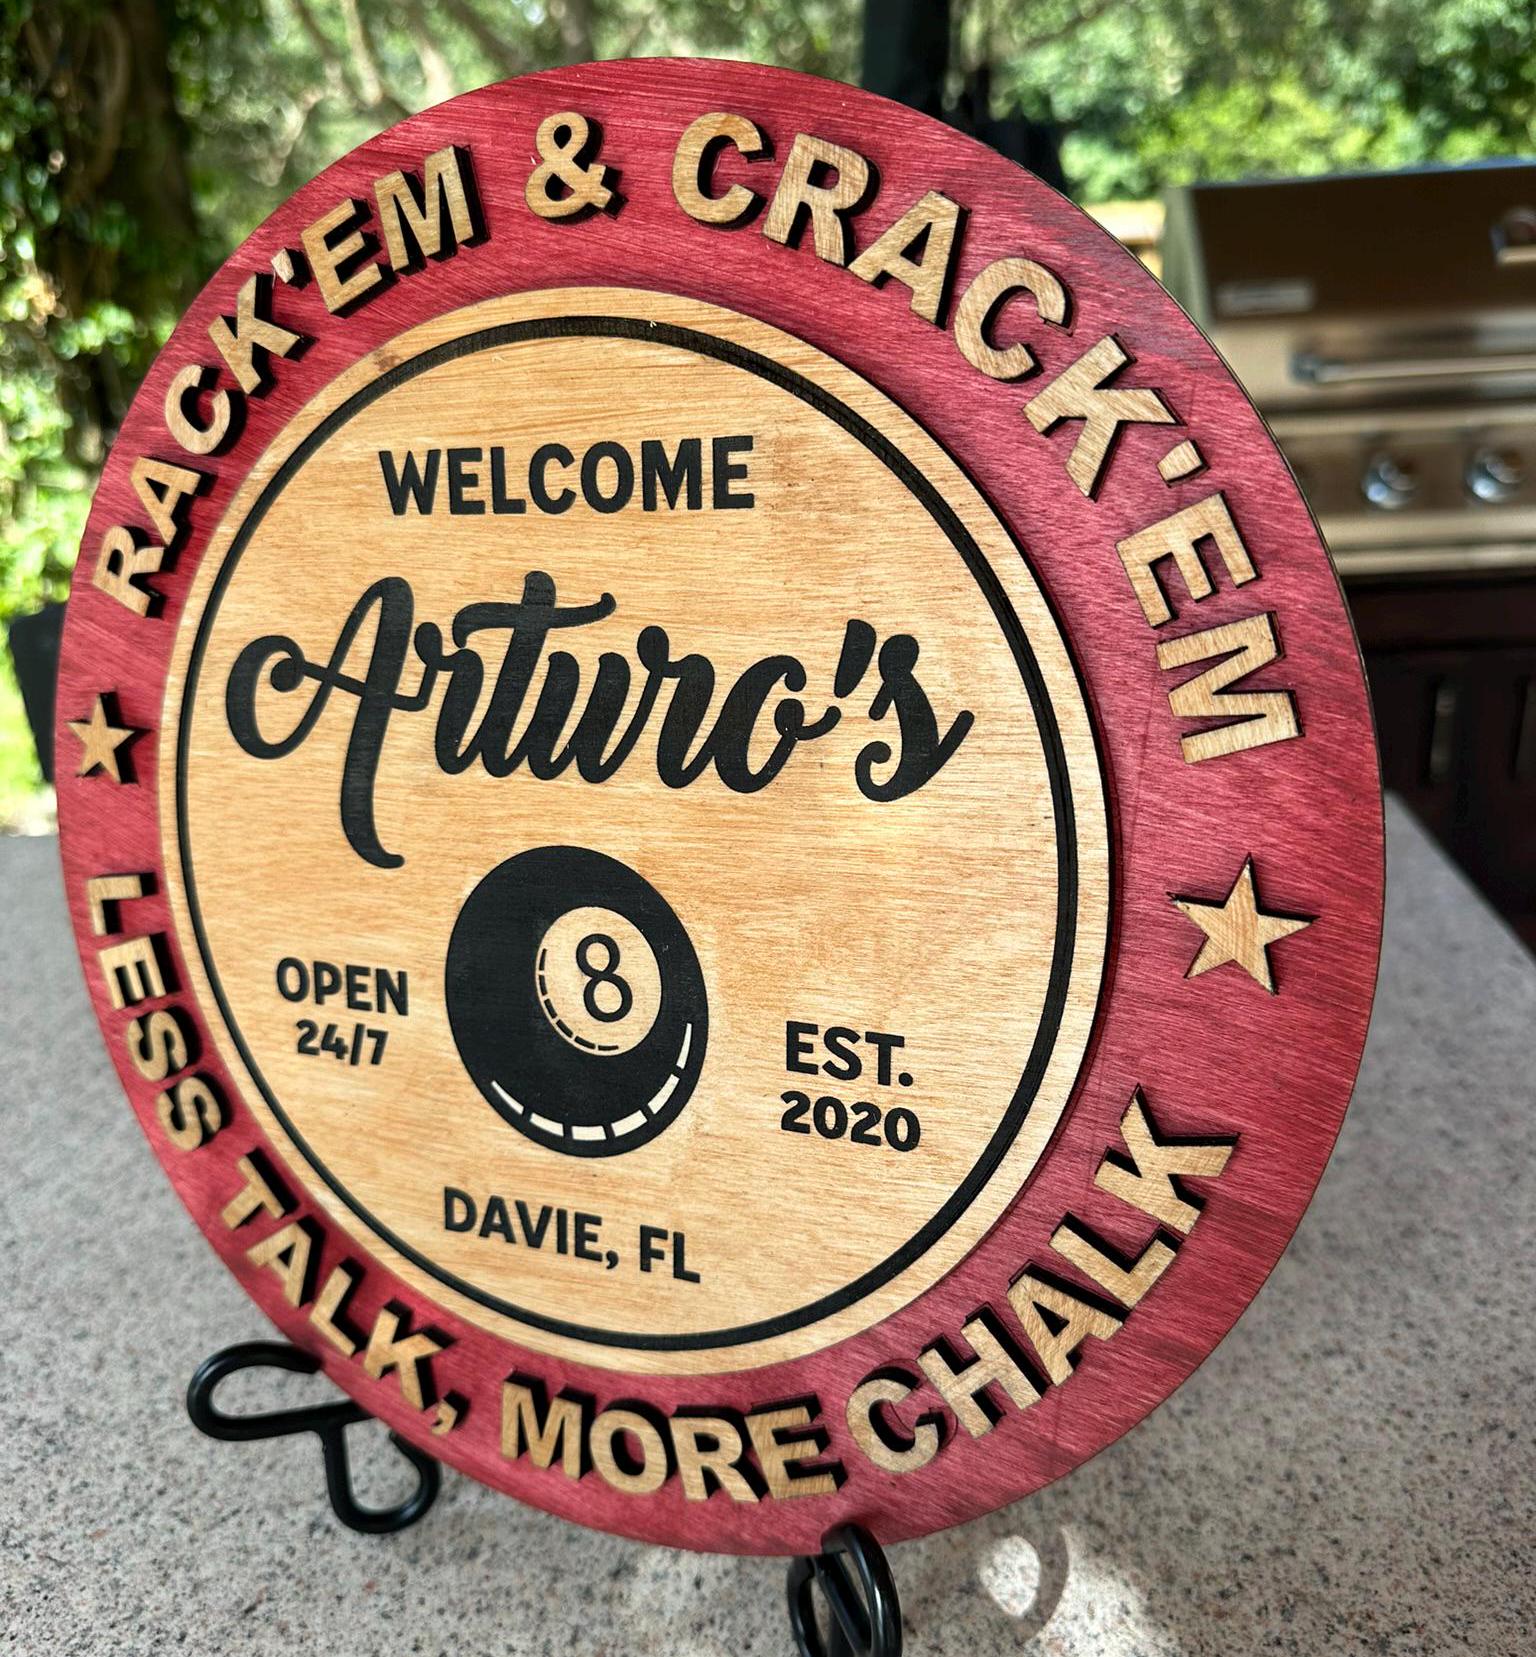 RACK'EM & CRACK'EM
WELCOME
Arturo's
8
OPEN
24/7
EST.
2020
DAVIE, FL
LESS TALK, MORE CHALK